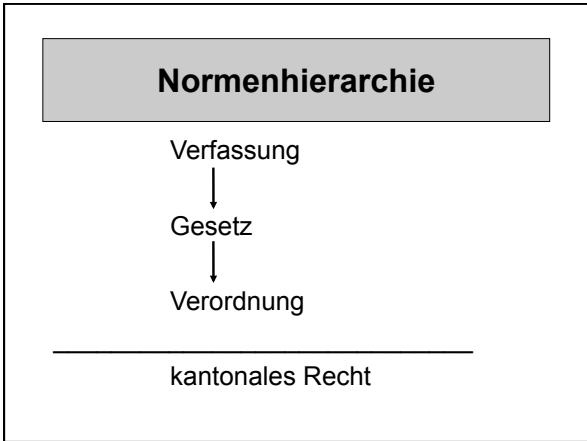 Normenhierarchie
Verfassung
Gesetz
Verordnung
kantonales Recht